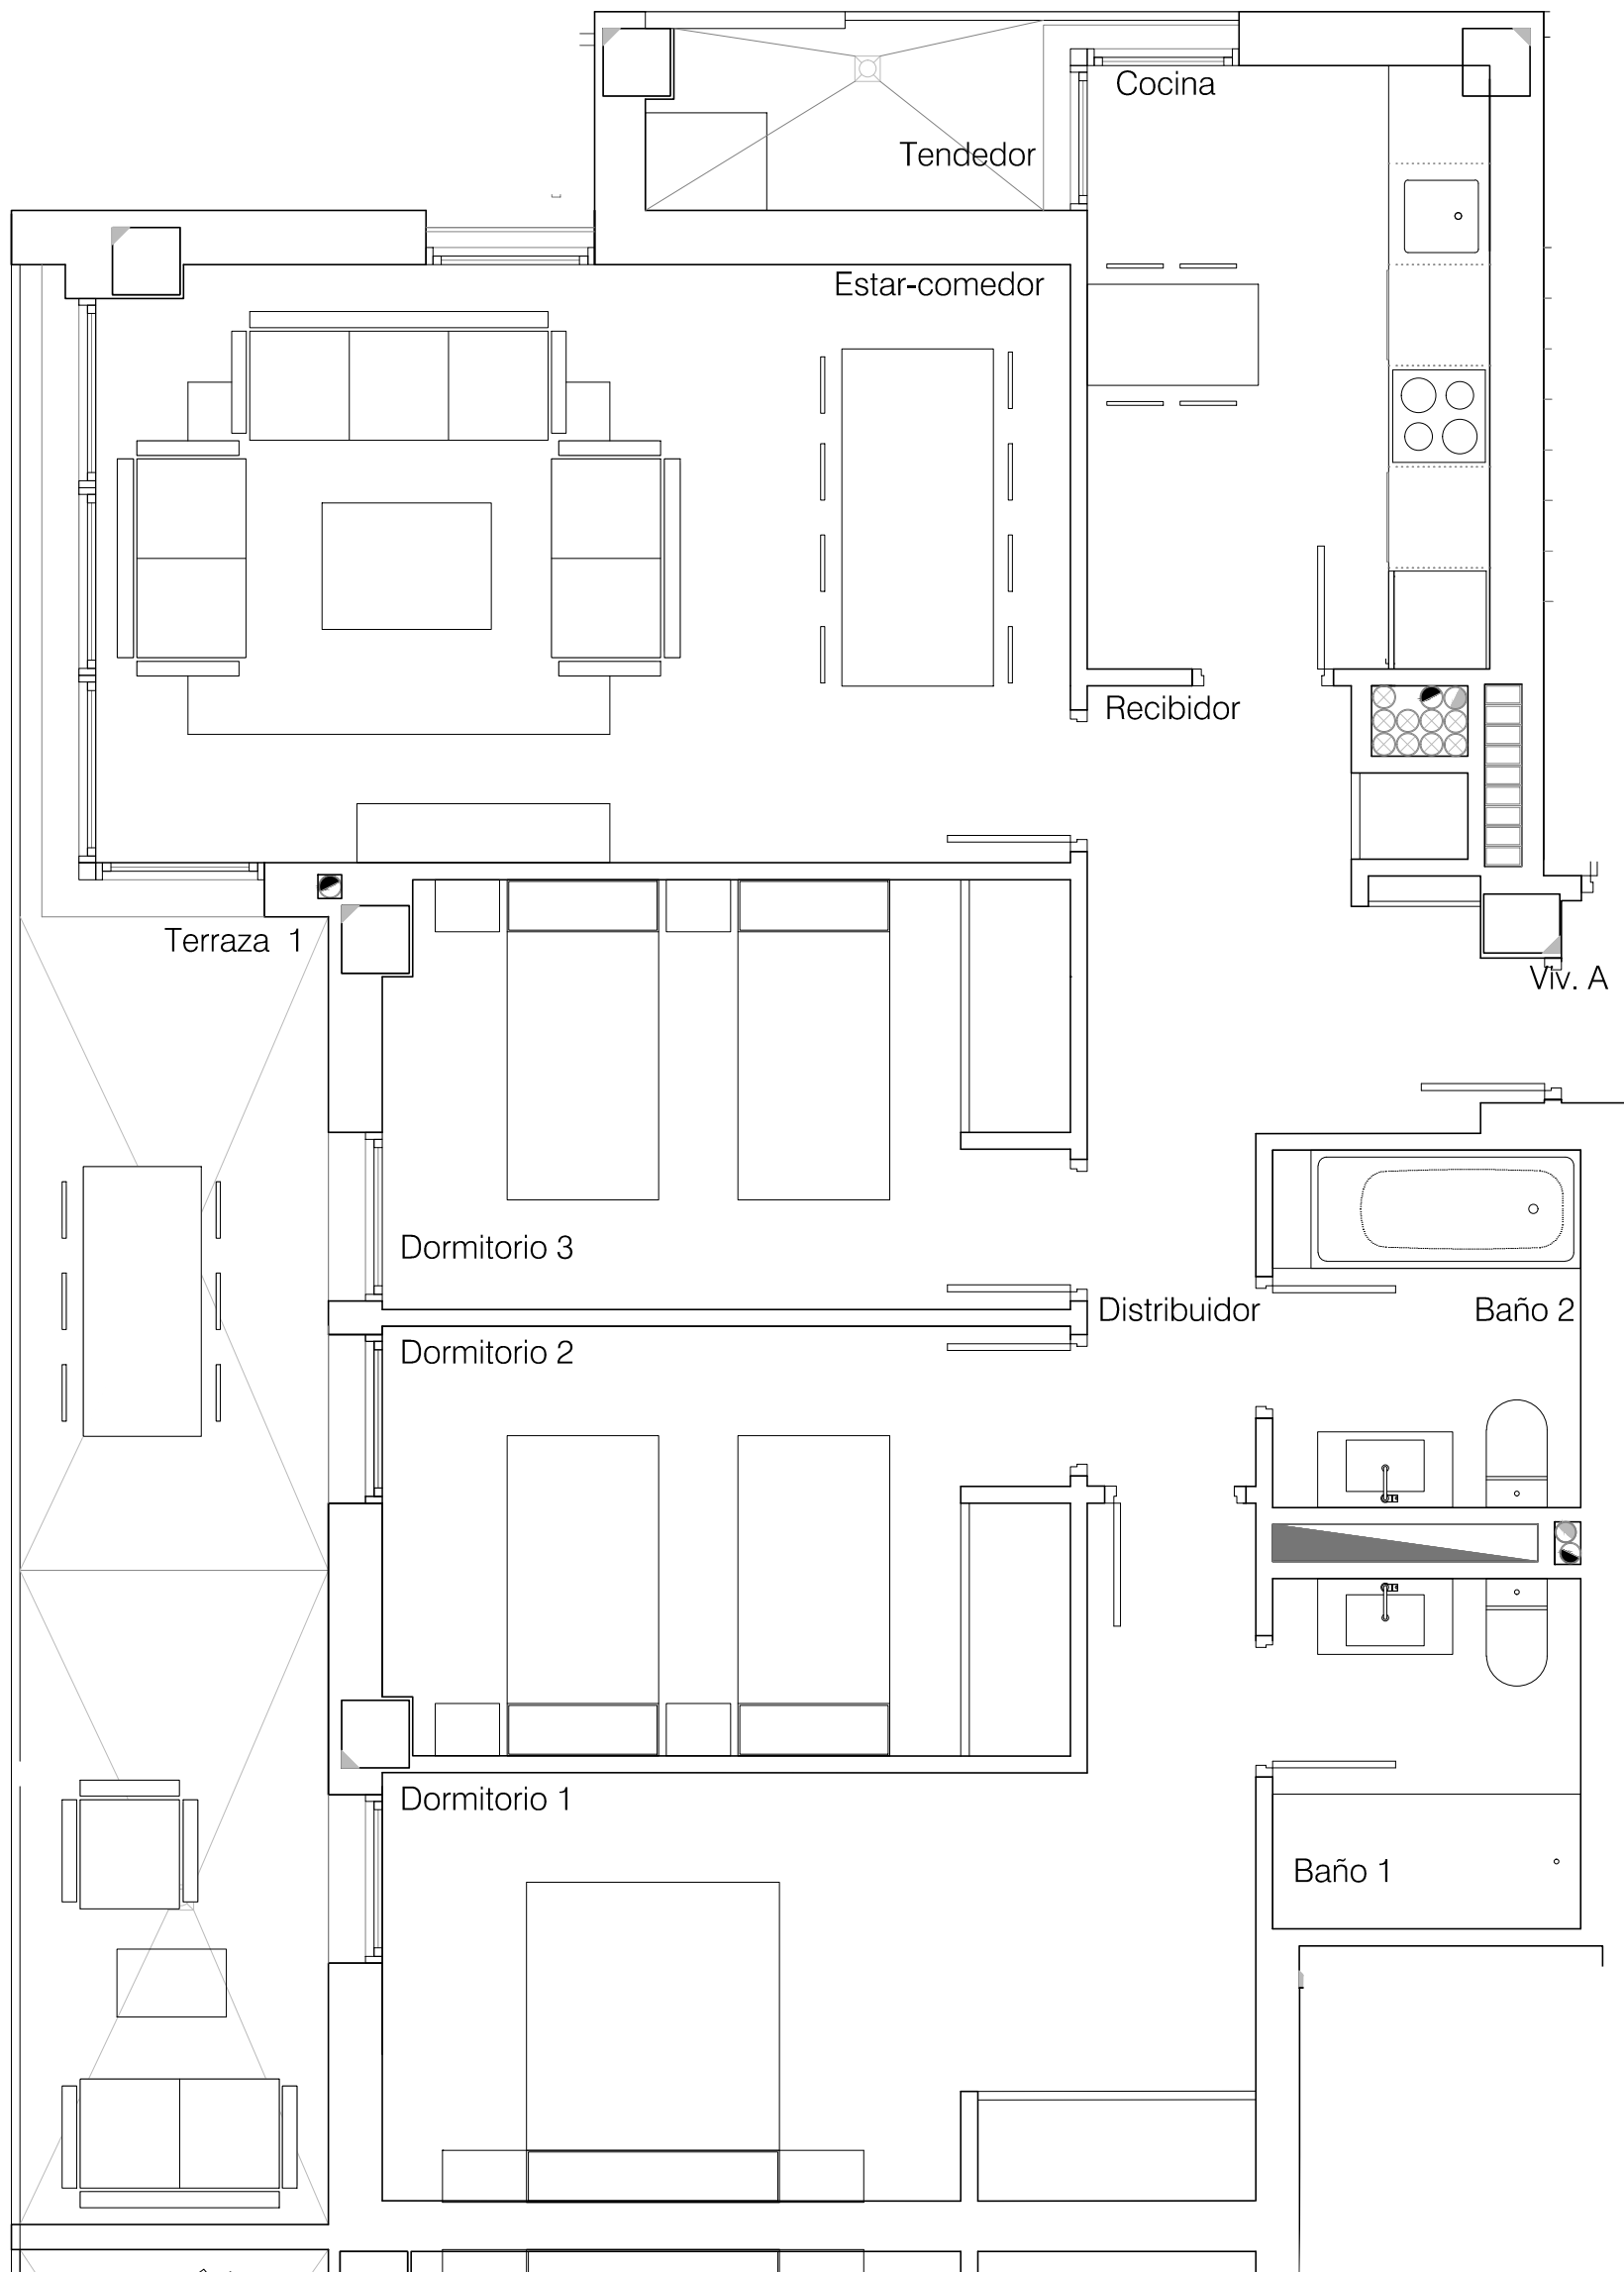 Cocina
Tendedor
Estar-comedor
Recibidor
Terraza 1
Viv. A
Dormitorio 3
Distribuidor
Baño 2
Dormitorio 2
Dormitorio 1
Baño 1